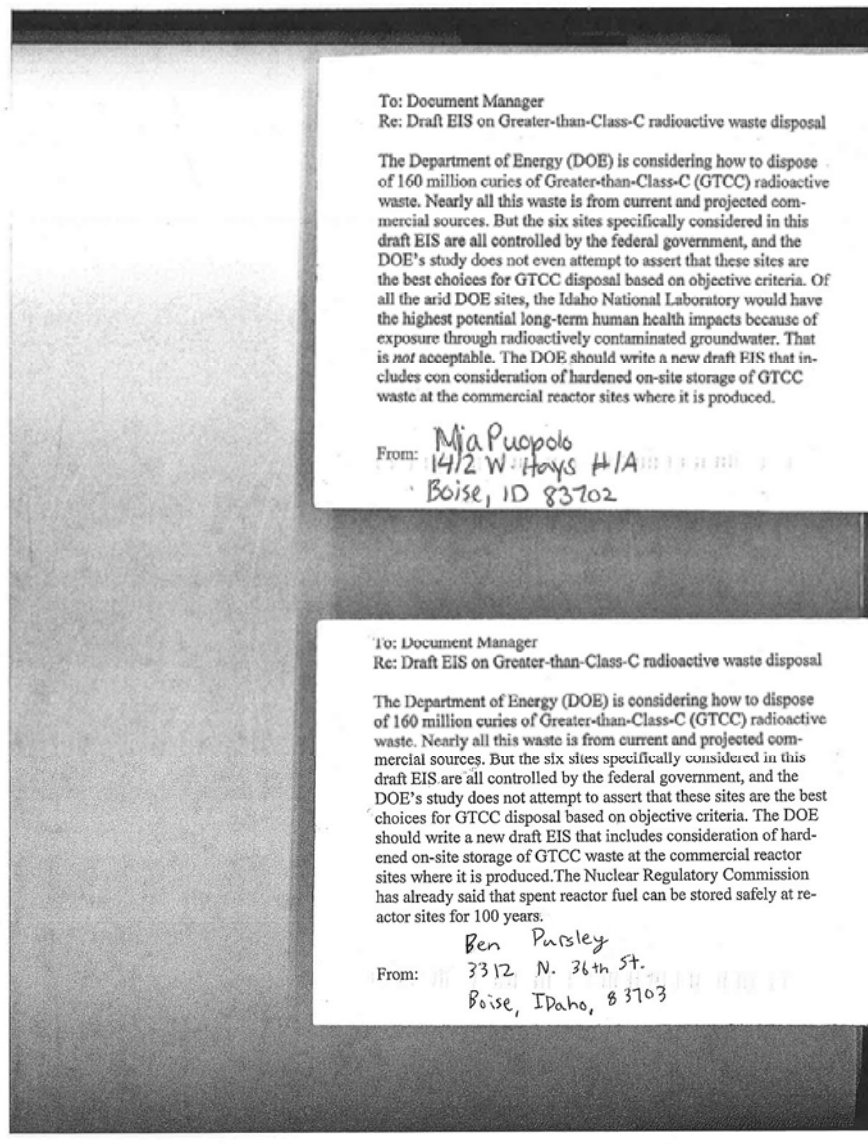 To: Document Manager
Re: Draft EIS on Greater-than-Class-C radioactive waste disposal
The Department of Energy (DOE) is considering how to dispose
of 160 million curies of Greater-than-Class-C (GTCC) radioactive
waste. Nearly all this waste is from current and projected com-
mercial sources. But the six sites specifically considered in this
draft EIS are all controlled by the federal government, and the
DOE's study does not even attempt to assert that these sites are
the best choices for GTCC disposal based on objective criteria. Of
all the arid DOE sites, the Idaho National Laboratory would have
the highest potential long-term human health impacts because of
exposure through radioactively contaminated groundwater. That
is not acceptable. The DOE should write a new draft EIS that in-
cludes con consideration of hardened on-site storage of GTCC
waste at the commercial reactor sites where it is produced.
Mia Puopolo
From: 1412 W. Hays #1A
Boise, ID 83702
To: Document Manager
Re: Draft EIS on Greater-than-Class-C radioactive waste disposal
The Department of Energy (DOE) is considering how to dispose
of 160 million curies of Greater-than-Class-C (GTCC) radioactive
waste. Nearly all this waste is from current and projected com-
mercial sources. But the six sites specifically considered in this
draft EIS are all controlled by the federal government, and the
DOE's study does not attempt to assert that these sites are the best
choices for GTCC disposal based on objective criteria. The DOE
should write a new draft EIS that includes consideration of hard-
ened on-site storage of GTCC waste at the commercial reactor
sites where it is produced.The Nuclear Regulatory Commission
has already said that spent reactor fuel can be stored safely at re-
actor sites for 100 years.
Ben Pursley
From: 3312 N. 36th St.
Boise, IDaho, 83703